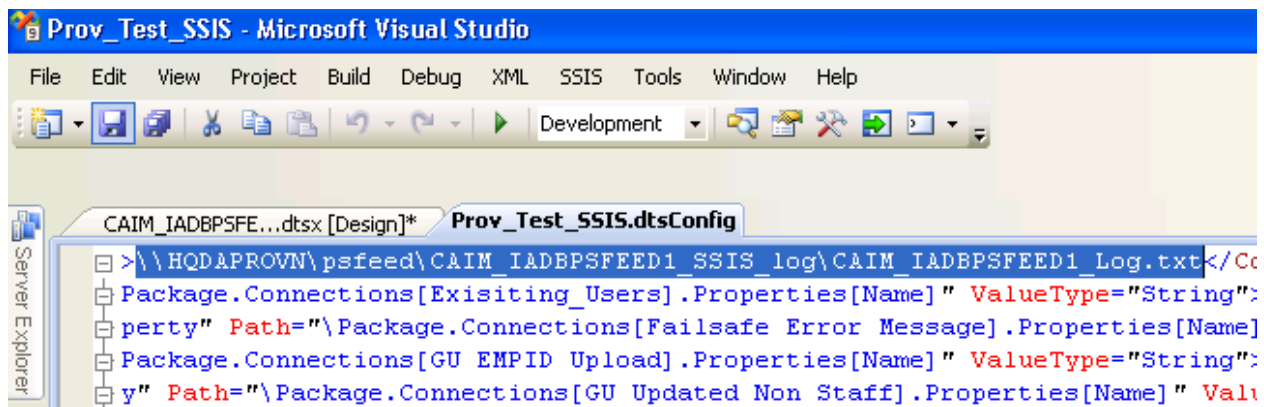 Prov_Test_SSIS - Microsoft Visual Studio
File Edit View Project Build Debug XML SSIS Tools Window Help
Development
CAIM_IADBPSFE...dtsx [Design]* Prov_Test_SSIS.dtsConfig
Server Explorer
>\\HQDAPROVN\psfeed\CAIM_IADBPSFEED1_SSIS_log\CAIM_IADBPSFEED1_Log.txt</Co
Package.Connections[Exisiting_Users].Properties[Name]" ValueType="String">
perty" Path="\Package.Connections[Failsafe Error Message].Properties[Name]
Package.Connections[GU EMPID Upload].Properties[Name]" ValueType="String">
y" Path="\Package.Connections[GU Updated Non Staff].Properties[Name]" Valu